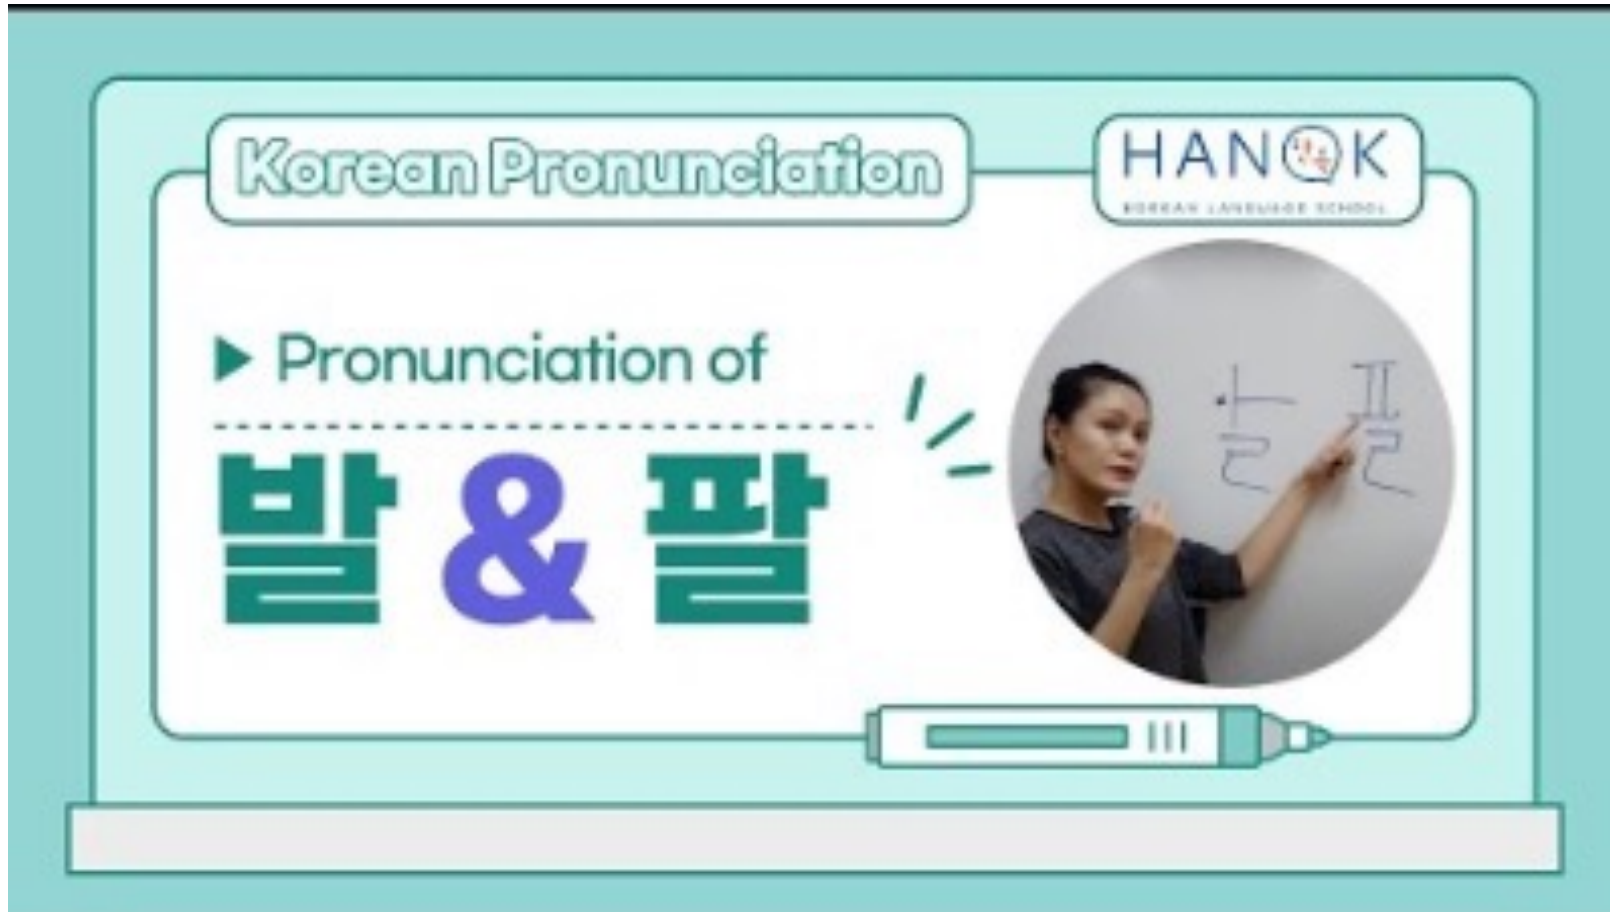 Korean Pronunciation
HANOK
KOREAN LANGUAGE SCHOOL
Pronunciation of
발 & 팔